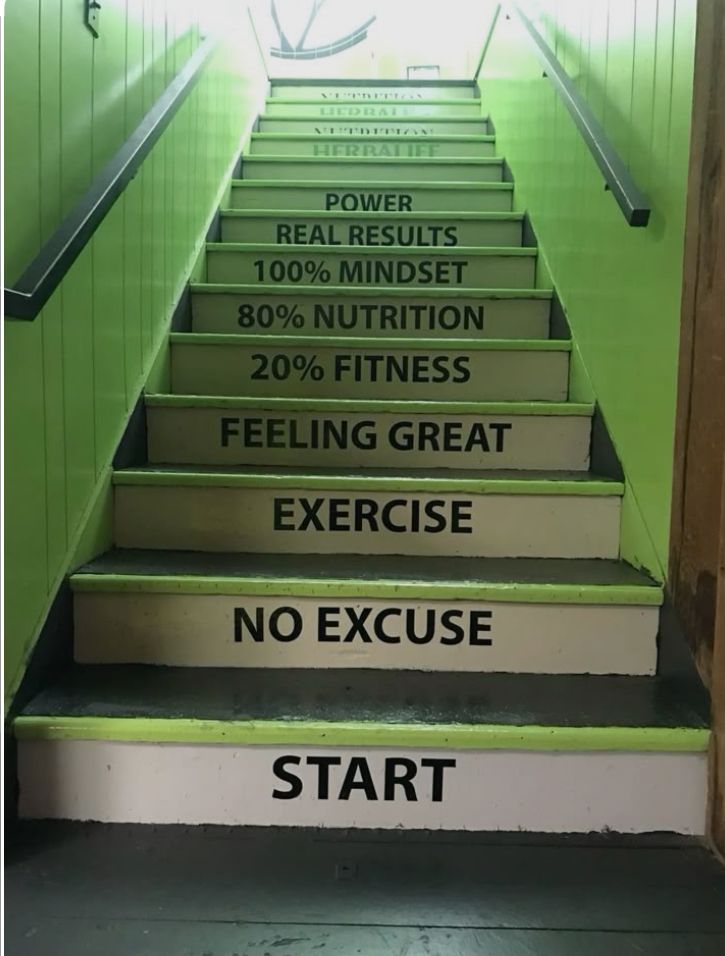 NUTRITION
HERBALIFE
NUTRITION
HERBALIFE
POWER
REAL RESULTS
100% MINDSET
80% NUTRITION
20% FITNESS
FEELING GREAT
EXERCISE
NO EXCUSE
START